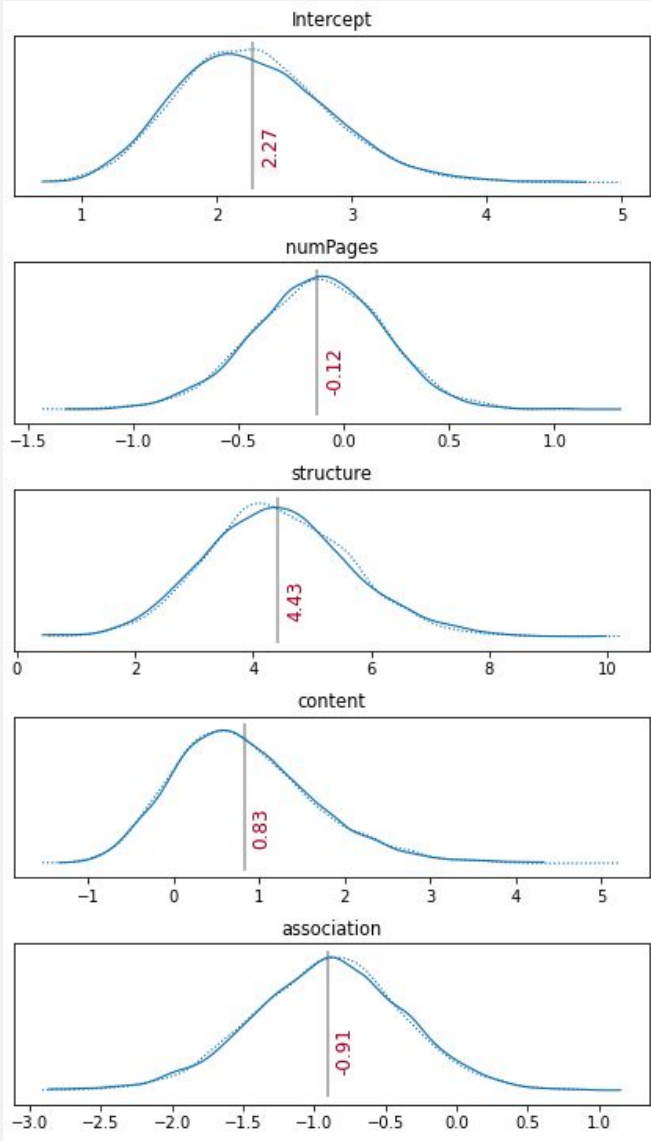 Intercept
2.27
1 2 3 4 5
numPages
-0.12
−1.5 −1.0 −0.5 0.0 0.5 1.0
structure
4.43
0 2 4 6 8 10
content
0.83
−1 0 1 2 3 4 5
association
-0.91
−3.0 −2.5 −2.0 −1.5 −1.0 −0.5 0.0 0.5 1.0